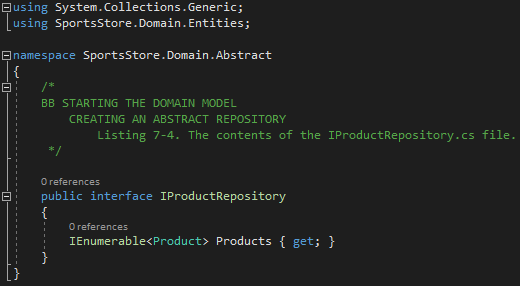 using System.Collections.Generic;
using SportsStore.Domain.Entities;
namespace SportsStore.Domain.Abstract
{
/*
BB STARTING THE DOMAIN MODEL
CREATING AN ABSTRACT REPOSITORY
Listing 7-4. The contents of the IProductRepository.cs file.
*/
0 references
public interface IProductRepository
{
0 references
IEnumerable<Product> Products { get; }
}
}